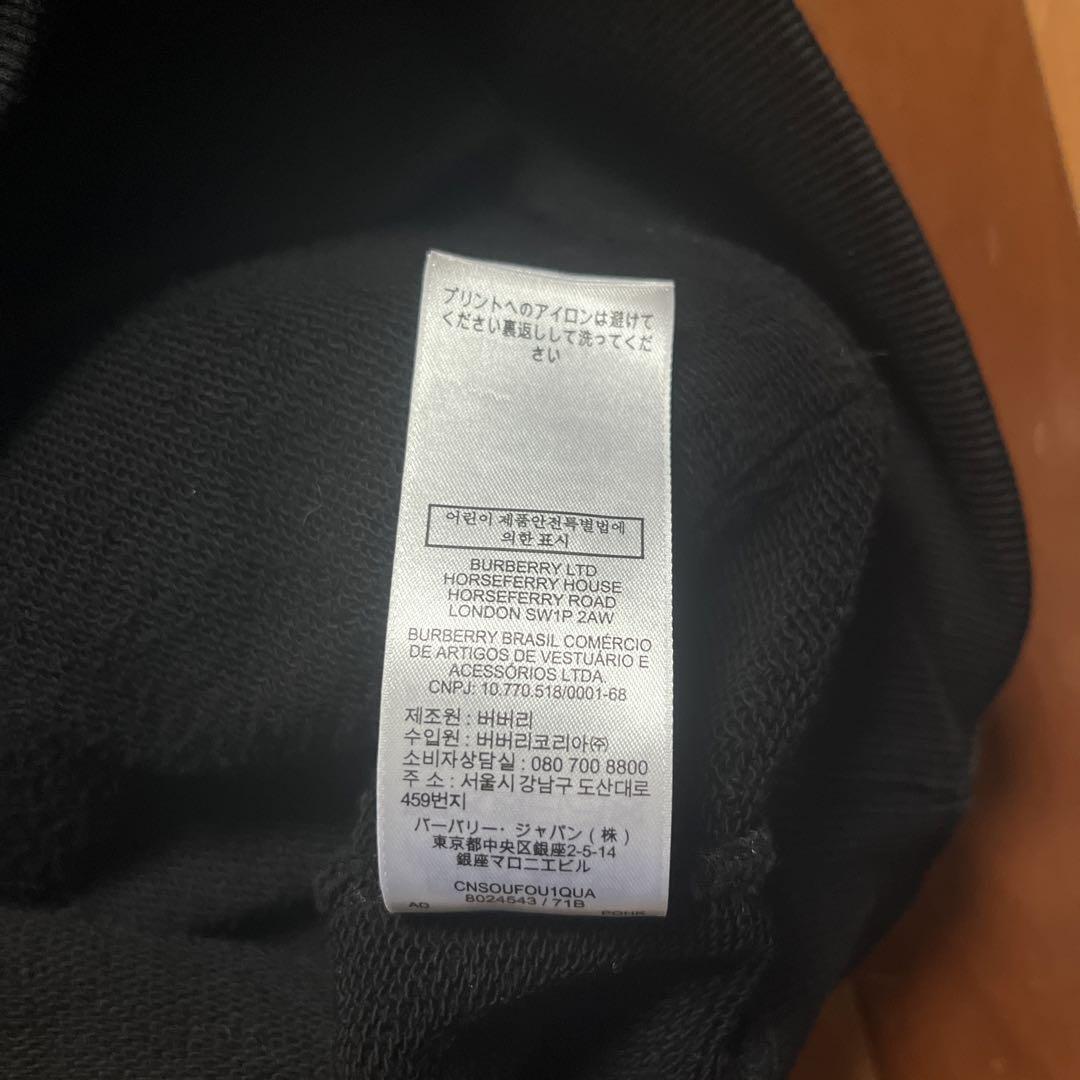 プリントへのアイロンは避けて
ください裏返しして洗ってくだ
さい
어린이 제품안전특별법에
의한 표시
BURBERRY LTD
HORSEFERRY HOUSE
HORSEFERRY ROAD
LONDON SW1P 2AW
BURBERRY BRASIL COMÉRCIO
DE ARTIGOS DE VESTUÁRIO E
ACESSÓRIOS LTDA.
CNPJ: 10.770.518/0001-68
제조원 : 버버리
수입원 : 버버리코리아㈜
소비자상담실 : 080 700 8800
주 소 : 서울시 강남구 도산대로
459번지
バーバリー・ジャパン(株)
東京都中央区銀座2-5-14
銀座マロニエビル
CNSOUFOU1QUA
8024543 / 71B